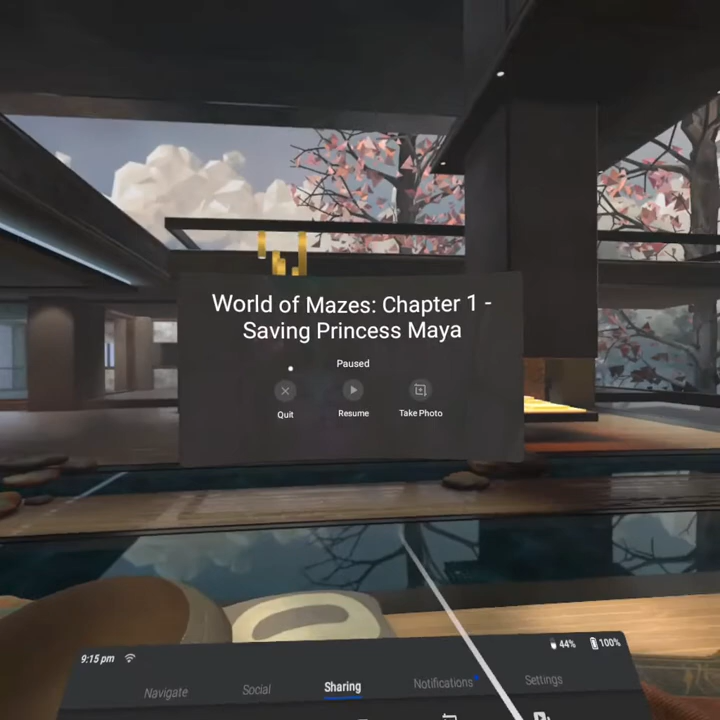 World of Mazes: Chapter 1 -
Saving Princess Maya
Paused
Quit Resume Take Photo
9:15 pm 44% 100%
Navigate Social Sharing Notifications Settings